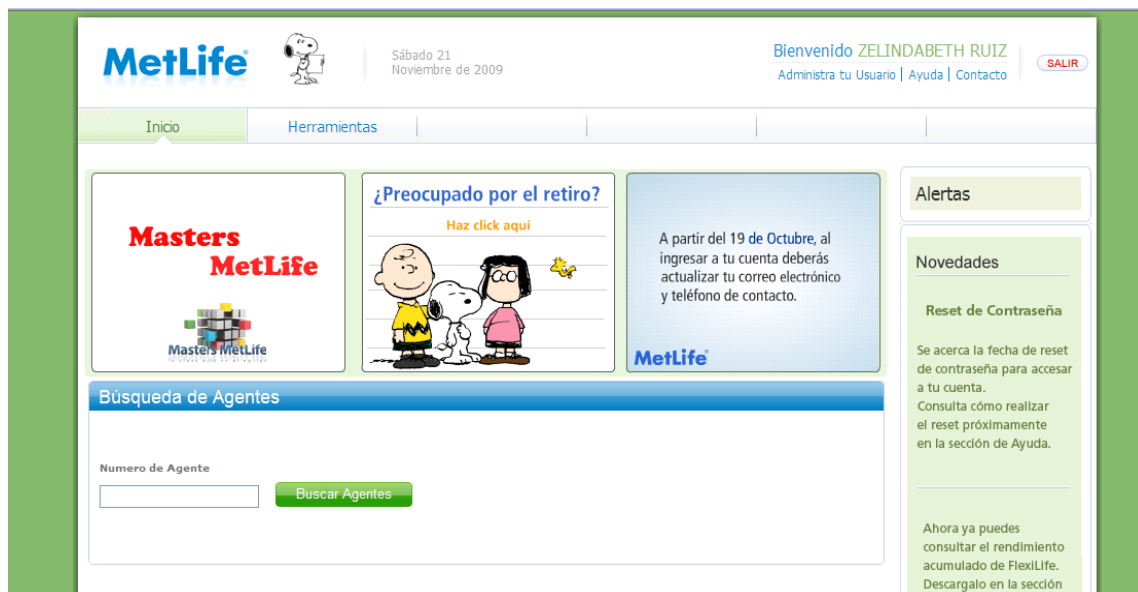 MetLife
Sábado 21
Noviembre de 2009
Bienvenido ZELINDABETH RUIZ
Administra tu Usuario | Ayuda | Contacto
SALIR
Inicio
Herramientas
Masters
MetLife
Masters MetLife
¿Preocupado por el retiro?
Haz click aquí
A partir del 19 de Octubre, al
ingresar a tu cuenta deberás
actualizar tu correo electrónico
y teléfono de contacto.
MetLife
Alertas
Novedades
Reset de Contraseña
Se acerca la fecha de reset
de contraseña para accesar
a tu cuenta.
Consulta cómo realizar
el reset próximamente
en la sección de Ayuda.
Ahora ya puedes
consultar el rendimiento
acumulado de FlexiLife.
Descargalo en la sección
Búsqueda de Agentes
Numero de Agente
Buscar Agentes